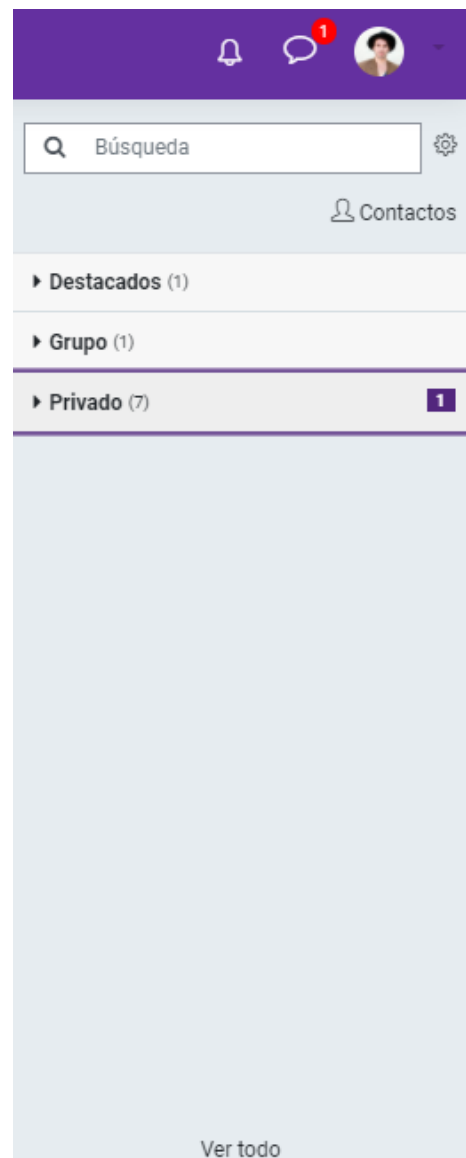 1
Búsqueda
Contactos
Destacados (1)
Grupo (1)
Privado (7) 1
Ver todo